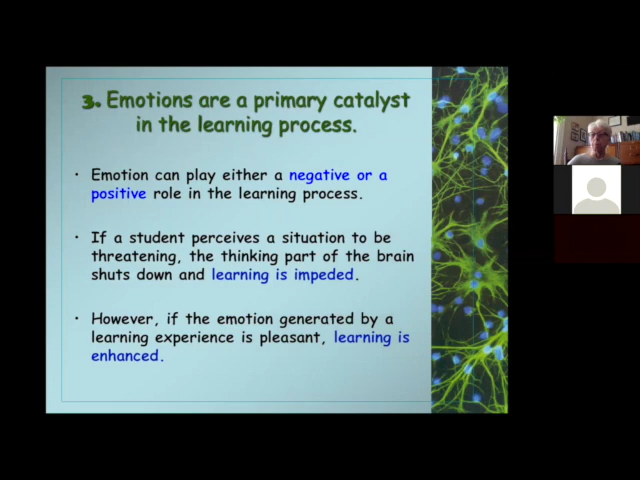 3. Emotions are a primary catalyst
in the learning process.
· Emotion can play either a negative or a
positive role in the learning process.
· If a student perceives a situation to be
threatening, the thinking part of the brain
shuts down and learning is impeded.
· However, if the emotion generated by a
learning experience is pleasant, learning is
enhanced.